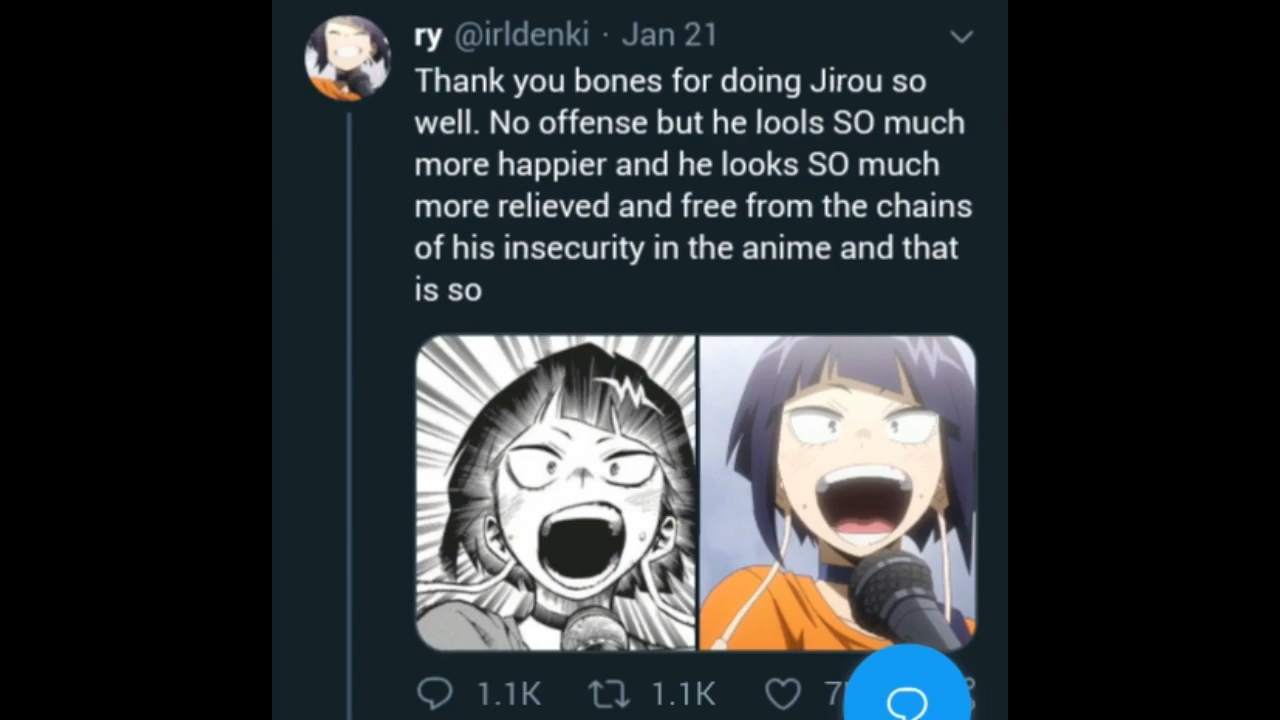 ry @irldenki · Jan 21
Thank you bones for doing Jirou so
well. No offense but he lools SO much
more happier and he looks SO much
more relieved and free from the chains
of his insecurity in the anime and that
is so
1.1K 1.1K 7